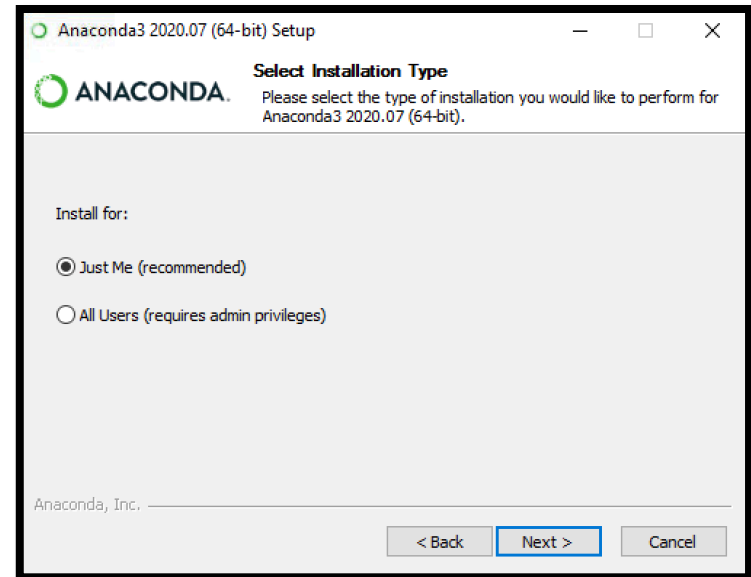 Anaconda3 2020.07 (64-bit) Setup
ANACONDA.
Select Installation Type
Please select the type of installation you would like to perform for
Anaconda3 2020.07 (64-bit).
Install for:
Just Me (recommended)
All Users (requires admin privileges)
Anaconda, Inc.
< Back
Next >
Cancel